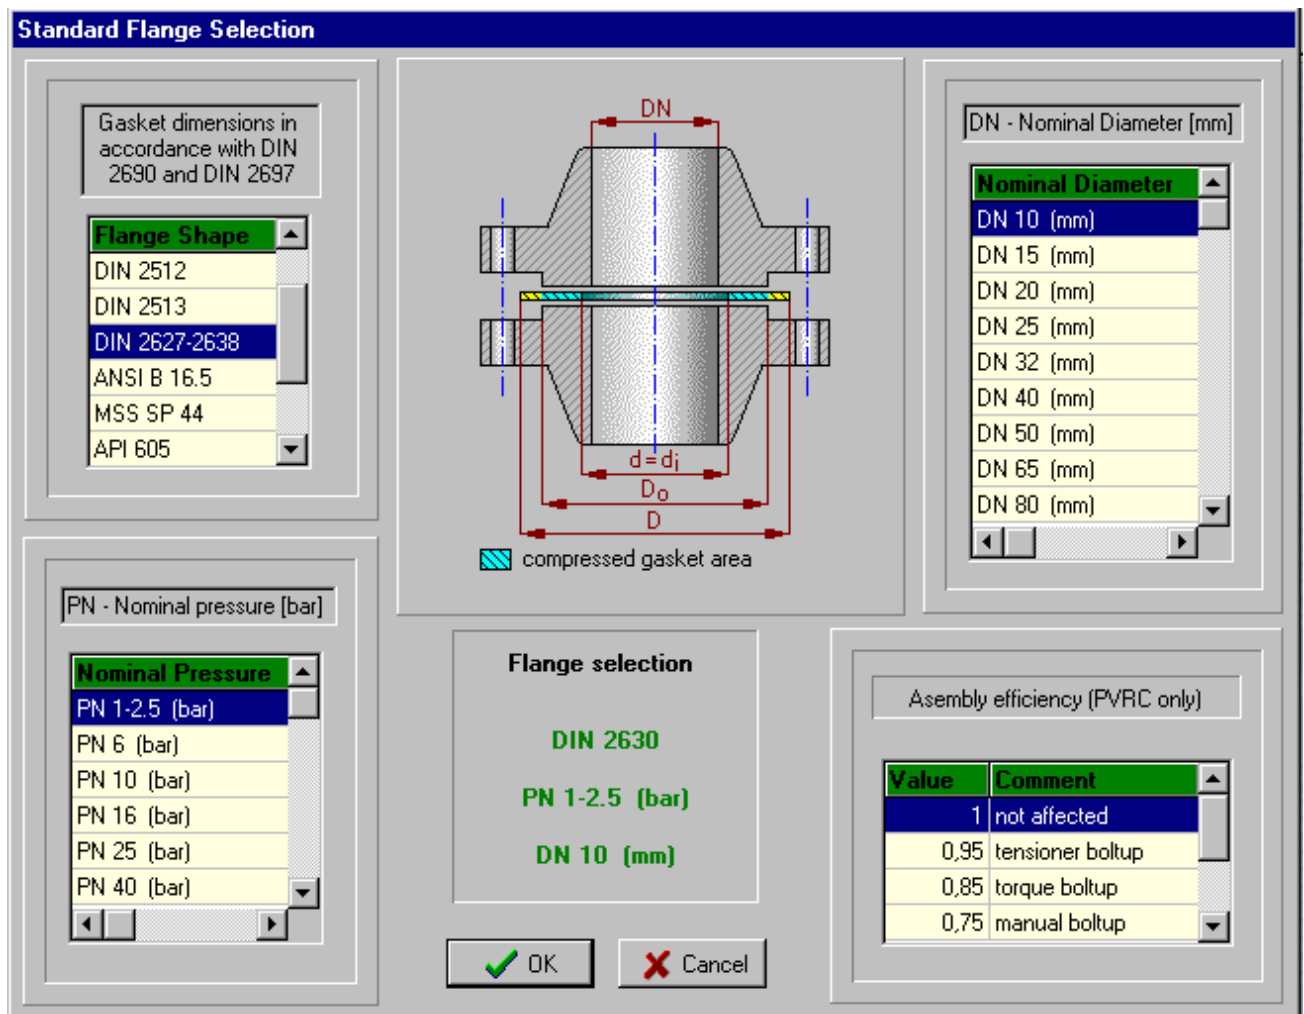 Standard Flange Selection
Gasket dimensions in
accordance with DIN
2690 and DIN 2697
Flange Shape
DIN 2512
DIN 2513
DIN 2627-2638
ANSI B 16.5
MSS SP 44
API 605
DN
d=di
Do
D
compressed gasket area
DN - Nominal Diameter [mm]
Nominal Diameter
DN 10 (mm)
DN 15 (mm)
DN 20 (mm)
DN 25 (mm)
DN 32 (mm)
DN 40 (mm)
DN 50 (mm)
DN 65 (mm)
DN 80 (mm)
PN - Nominal pressure [bar]
Nominal Pressure
PN 1-2.5 (bar)
PN 6 (bar)
PN 10 (bar)
PN 16 (bar)
PN 25 (bar)
PN 40 (bar)
Flange selection
DIN 2630
PN 1-2.5 (bar)
DN 10 (mm)
OK Cancel
Asembly efficiency (PVRC only)
Value Comment
1 not affected
0,95 tensioner boltup
0,85 torque boltup
0,75 manual boltup